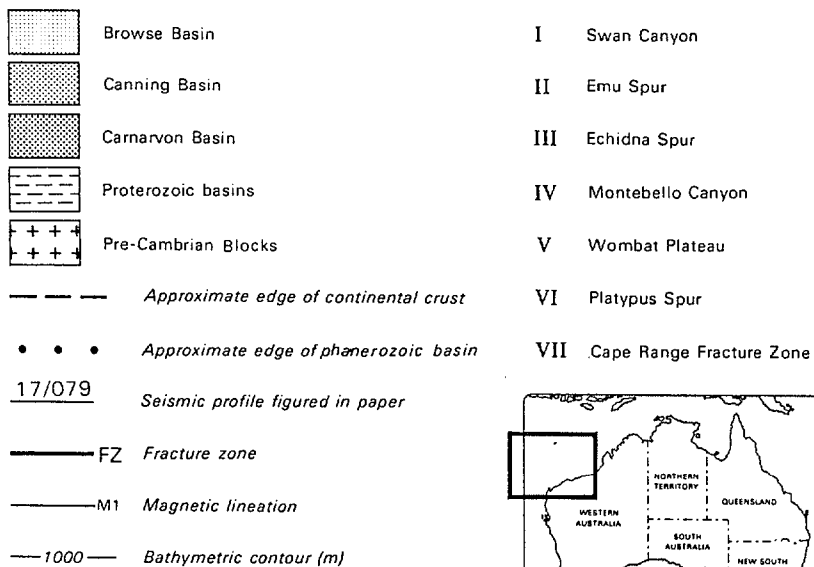 Browse Basin
Canning Basin
Carnarvon Basin
Proterozoic basins
Pre-Cambrian Blocks
Approximate edge of continental crust
Approximate edge of phanerozoic basin
17/079 Seismic profile figured in paper
FZ Fracture zone
M1 Magnetic lineation
1000 Bathymetric contour (m)
I Swan Canyon
II Emu Spur
III Echidna Spur
IV Montebello Canyon
V Wombat Plateau
VI Platypus Spur
VII Cape Range Fracture Zone
NORTHERN
TERRITORY
QUEENSLAND
WESTERN
AUSTRALIA
SOUTH
AUSTRALIA
NEW SOUTH